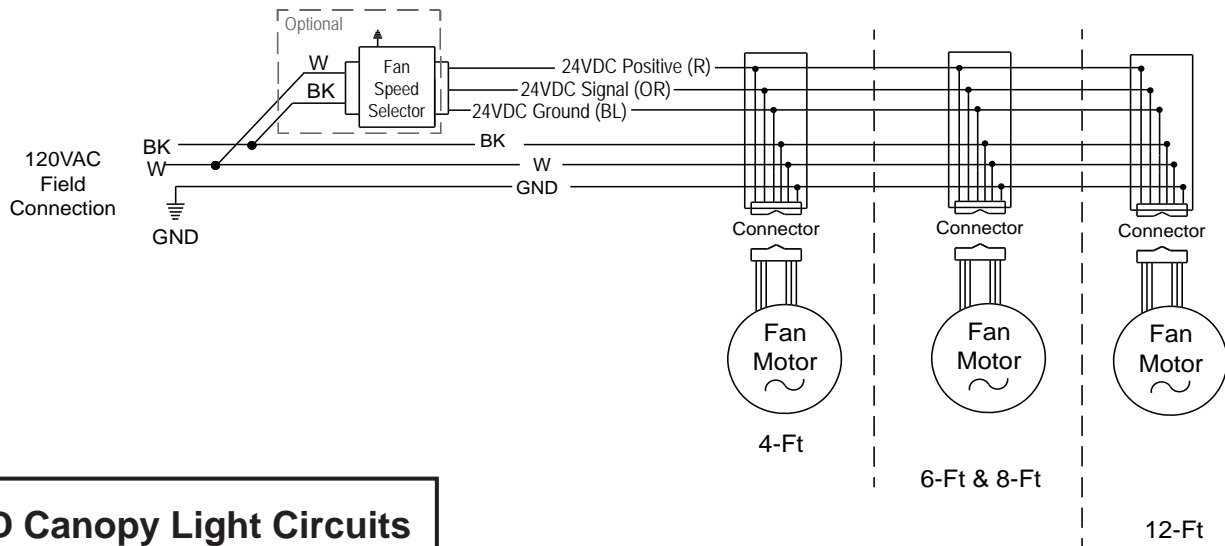 Optional
W
BK
Fan
Speed
Selector
24VDC Positive (R)
24VDC Signal (OR)
24VDC Ground (BL)
BK
W
GND
120VAC
Field
Connection
BK
W
GND
Connector
Connector
Connector
Fan
Motor
Fan
Motor
Fan
Motor
4-Ft
6-Ft & 8-Ft
12-Ft
Canopy Light Circuits